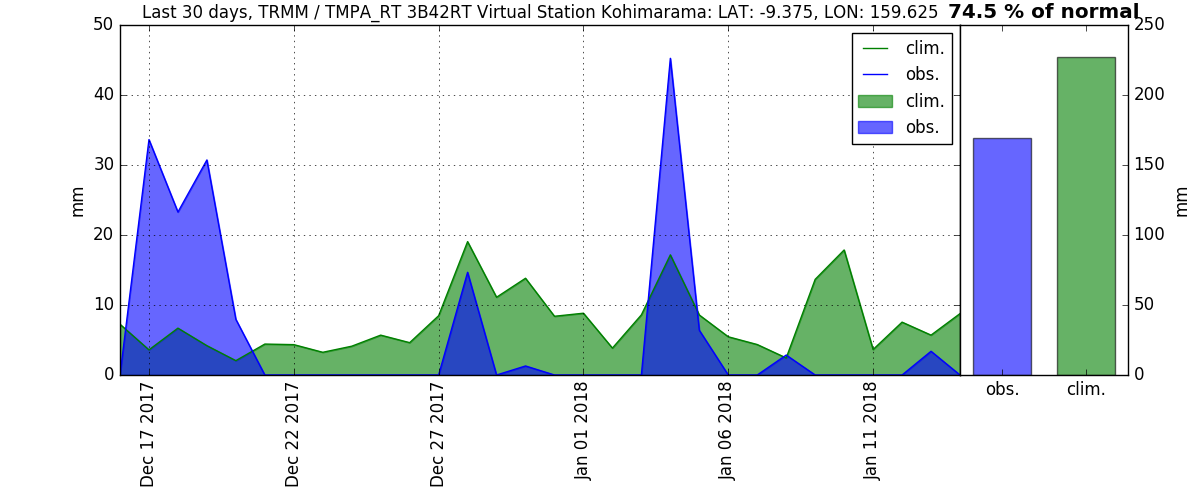 Last 30 days, TRMM / TMPA_RT 3B42RT Virtual Station Kohimarama: LAT: -9.375, LON: 159.625
74.5 % of normal
50
40
30
20
10
0
mm
clim.
obs.
clim.
obs.
250
200
150
100
50
0
mm
obs.
clim.
Dec 17 2017
Dec 22 2017
Dec 27 2017
Jan 01 2018
Jan 06 2018
Jan 11 2018